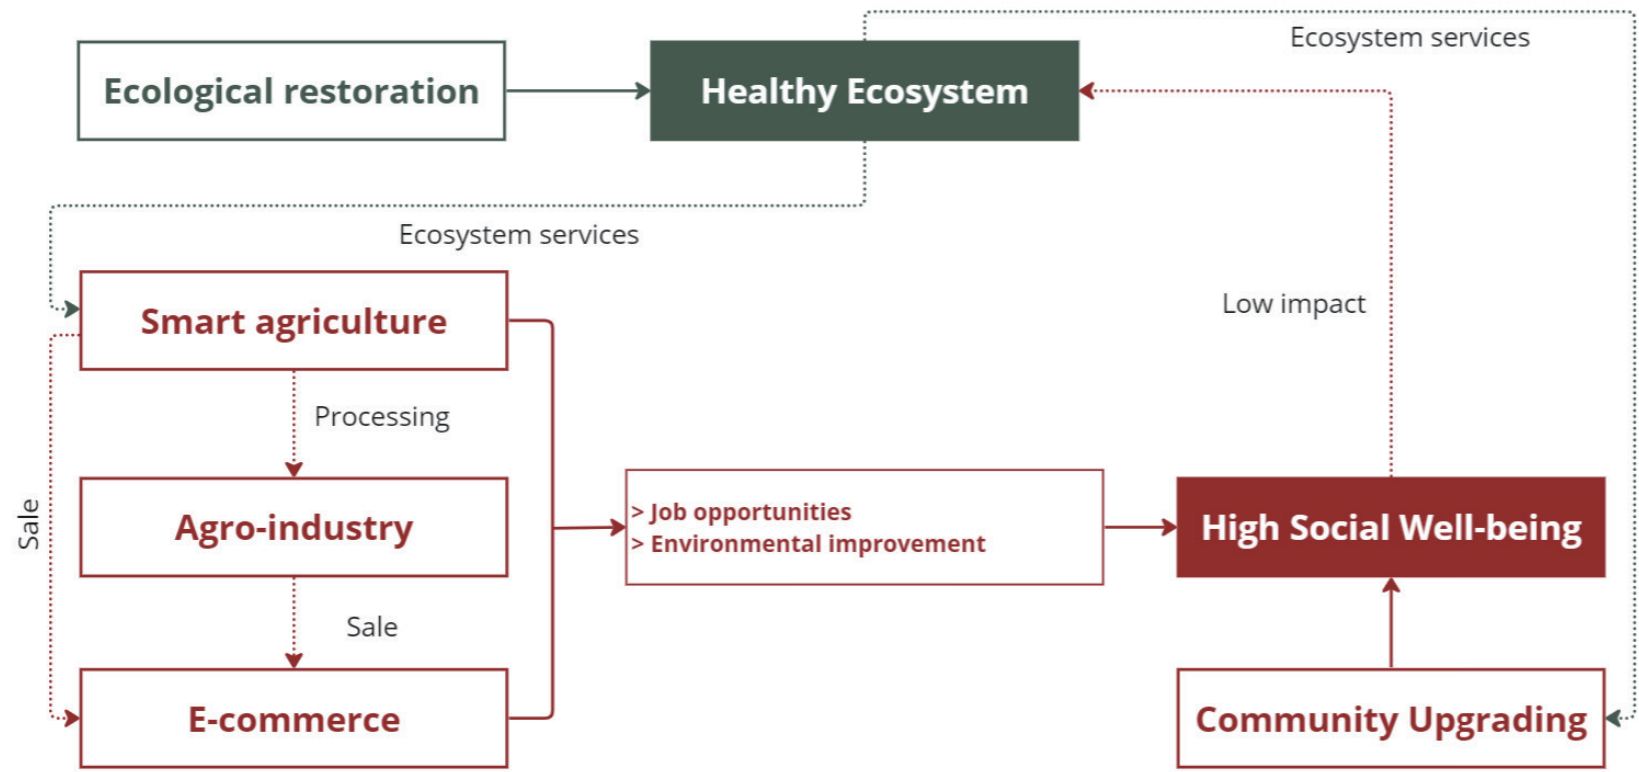 Ecosystem services
Ecological restoration
Healthy Ecosystem
Ecosystem services
Low impact
Smart agriculture
Processing
Sale
Agro-industry
> Job opportunities
> Environmental improvement
High Social Well-being
Sale
E-commerce
Community Upgrading